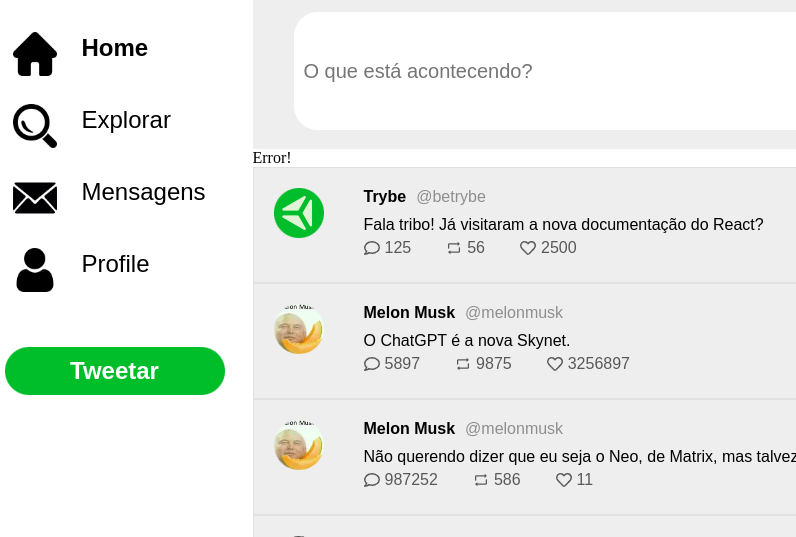 Home
Explorar
Mensagens
Profile
Tweetar
O que está acontecendo?
Error!
Trybe @betrybe
Fala tribo! Já visitaram a nova documentação do React?
125 56 2500
Melon Musk @melonmusk
O ChatGPT é a nova Skynet.
5897 9875 3256897
Melon Musk @melonmusk
Não querendo dizer que eu seja o Neo, de Matrix, mas talvez
987252 586 11